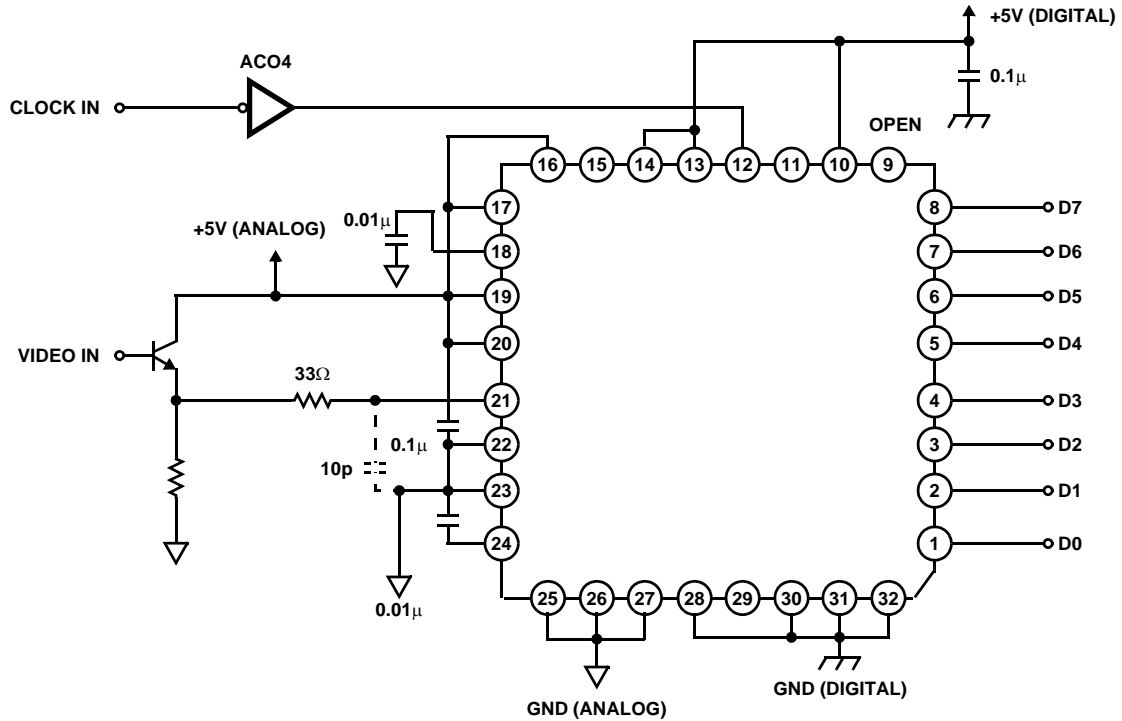 +5V (DIGITAL)
ACO4
0.1μ
CLOCK IN
OPEN
16
15
14
13
12
11
10
9
17
8
D7
0.01μ
+5V (ANALOG)
18
7
D6
19
6
D5
20
5
D4
VIDEO IN
33Ω
21
4
D3
0.1μ
22
3
D2
10p
23
2
D1
24
1
D0
0.01μ
25
26
27
28
29
30
31
32
GND (DIGITAL)
GND (ANALOG)